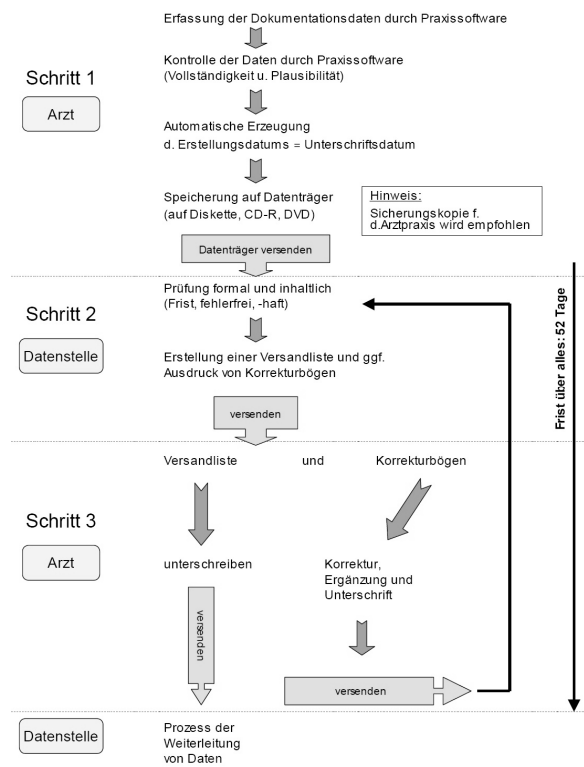 Erfassung der Dokumentationsdaten durch Praxissoftware
Kontrolle der Daten durch Praxissoftware
(Vollständigkeit u. Plausibilität)
Schritt 1
Arzt
Automatische Erzeugung
d. Erstellungsdatums = Unterschriftsdatum
Speicherung auf Datenträger
(auf Diskette, CD-R, DVD)
Hinweis:
Sicherungskopie f.
d.Arztpraxis wird empfohlen
Datenträger versenden
Prüfung formal und inhaltlich
(Frist, fehlerfrei, -haft)
Schritt 2
Datenstelle
Erstellung einer Versandliste und ggf.
Ausdruck von Korrekturbögen
versenden
Frist über alles: 52 Tage
Versandliste und Korrekturbögen
Schritt 3
Arzt
unterschreiben
Korrektur,
Ergänzung und
Unterschrift
versenden
versenden
Datenstelle
Prozess der
Weiterleitung
von Daten